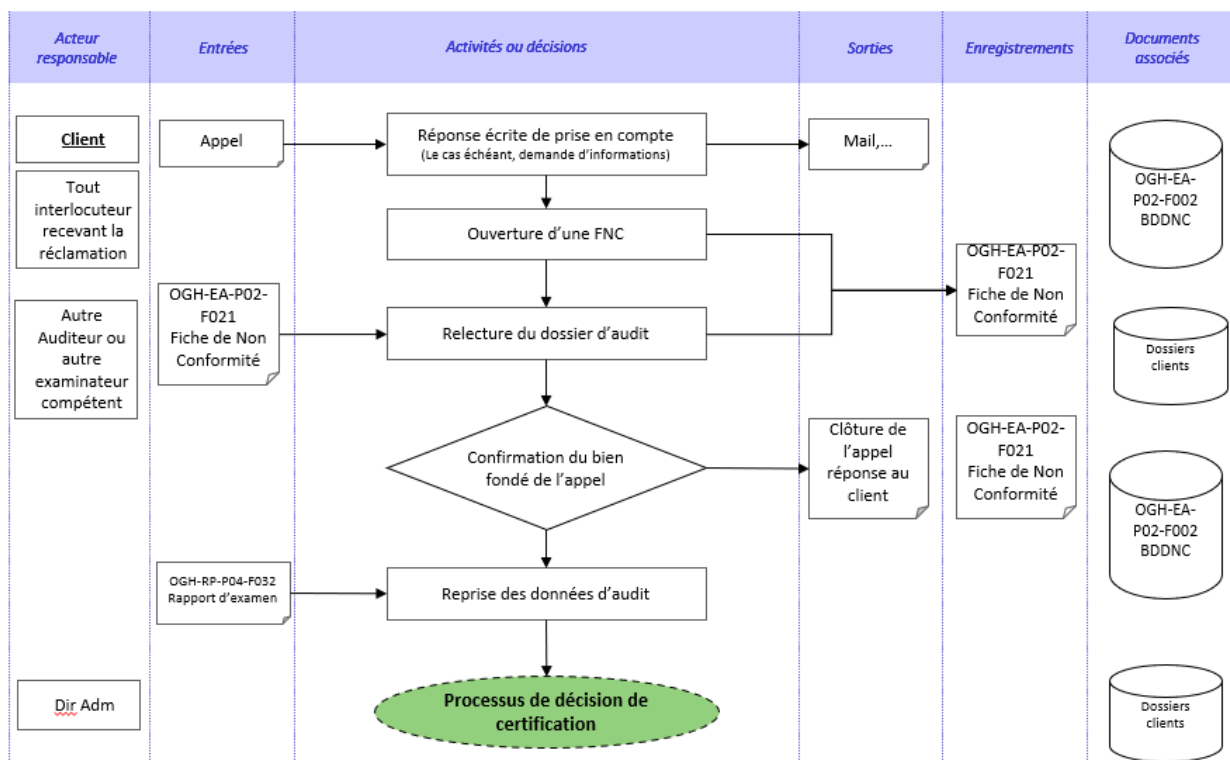 Acteur
responsable
Entrées
Activités ou décisions
Sorties
Enregistrements
Documents
associés
Client
Appel
Réponse écrite de prise en compte
(Le cas échéant, demande d'informations)
Mail,...
OGH-EA-
P02-F002
BDDNC
Tout
interlocuteur
recevant la
réclamation
Ouverture d'une FNC
OGH-EA-P02-
F021
Fiche de Non
Conformité
Autre
Auditeur ou
autre
examinateur
compétent
OGH-EA-P02-
F021
Fiche de Non
Conformité
Relecture du dossier d'audit
Dossiers
clients
Confirmation du bien
fondé de l'appel
Clôture de
l'appel
réponse au
client
OGH-EA-P02-
F021
Fiche de Non
Conformité
OGH-EA-
P02-F002
BDDNC
OGH-RP-P04-F032
Rapport d'examen
Reprise des données d'audit
Dir Adm
Processus de décision de
certification
Dossiers
clients